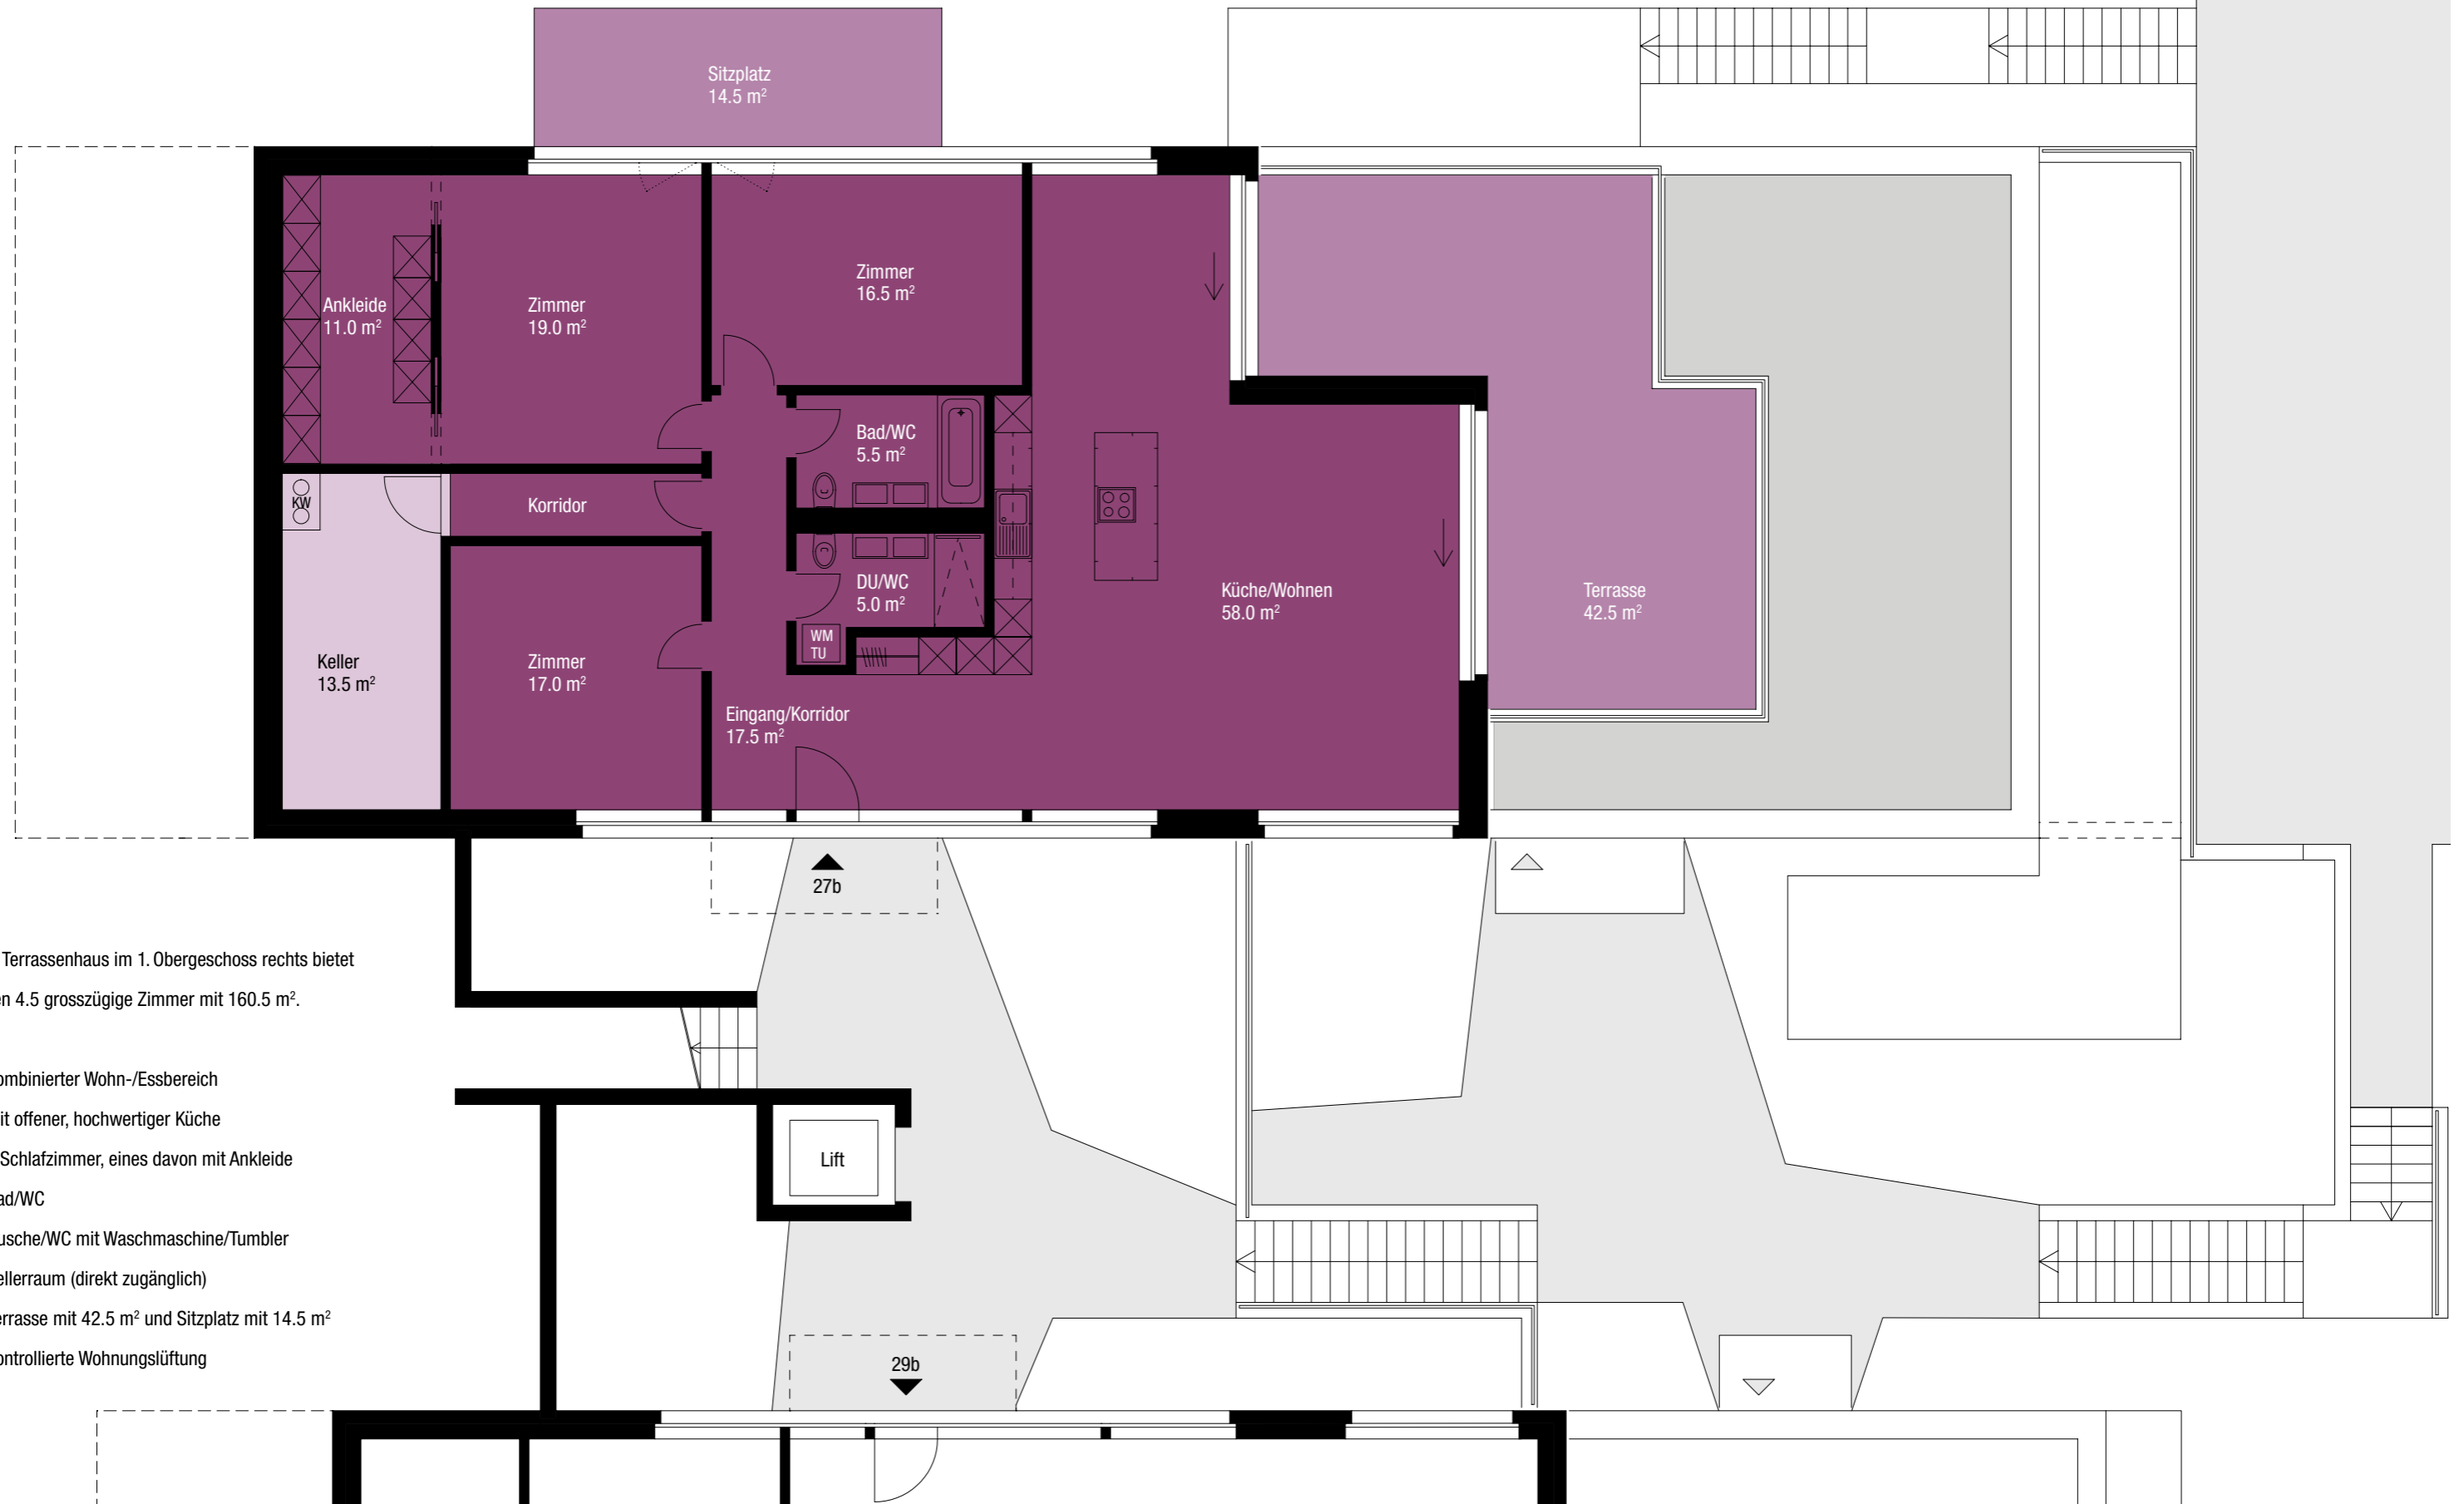 Sitzplatz
14.5 m²
Zimmer
16.5 m²
Ankleide
11.0 m²
Zimmer
19.0 m²
Bad/WC
5.5 m²
KW
Korridor
DU/WC
5.0 m²
Küche/Wohnen
58.0 m²
Terrasse
42.5 m²
WM
TU
Keller
13.5 m²
Zimmer
17.0 m²
Eingang/Korridor
17.5 m²
27b
Terrassenhaus im 1. Obergeschoss rechts bietet
en 4.5 grosszügige Zimmer mit 160.5 m².
ombinierter Wohn-/Essbereich
it offener, hochwertiger Küche
Schlafzimmer, eines davon mit Ankleide
ad/WC
usche/WC mit Waschmaschine/Tumbler
ellerraum (direkt zugänglich)
errasse mit 42.5 m² und Sitzplatz mit 14.5 m²
ontrollierte Wohnungslüftung
Lift
29b